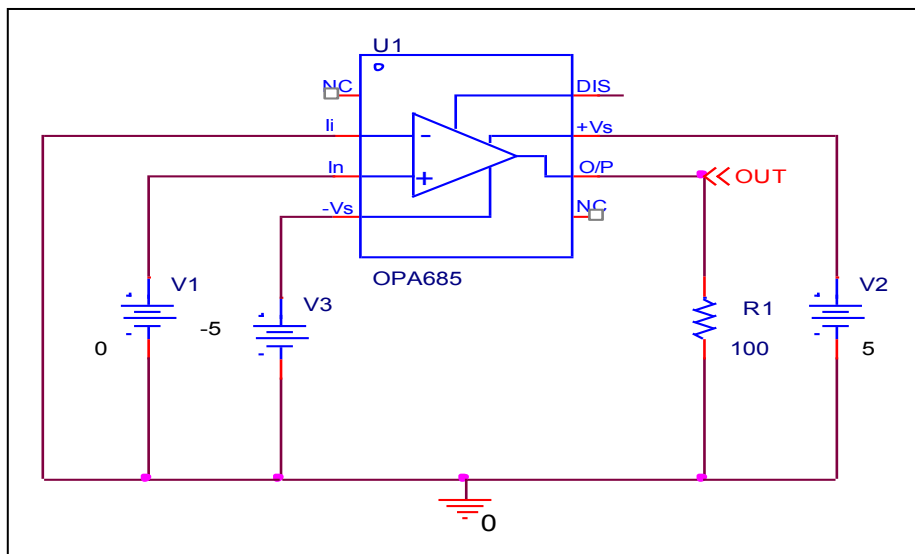 U1
NC
DIS
Ii
-
+Vs
In
+
O/P
OUT
-Vs
NC
OPA685
V1
V3
V2
-5
R1
0
100
5
0